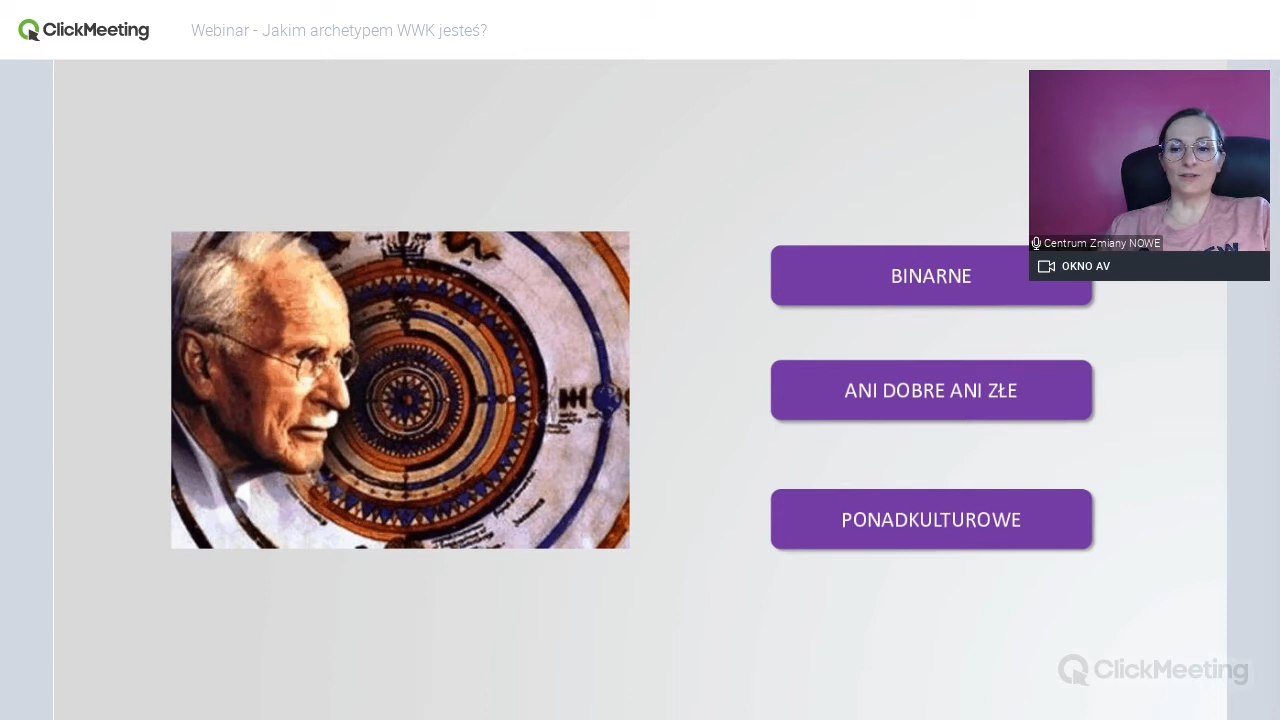 ClickMeeting
Webinar - Jakim archetypem WWK jesteś?
Centrum Zmiany NOWE
OKNO AV
BINARNE
ANI DOBRE ANI ZŁE
PONADKULTUROWE
ClickMeeting